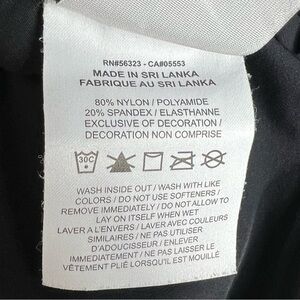 RN#56323 - CA#05553
MADE IN SRI LANKA
FABRIQUE AU SRI LANKA
80% NYLON / POLYAMIDE
20% SPANDEX / ELASTHANNE
EXCLUSIVE OF DECORATION /
DECORATION NON COMPRISE
30C
WASH INSIDE OUT / WASH WITH LIKE
COLORS / DO NOT USE SOFTENERS /
REMOVE IMMEDIATELY / DO NOT ALLOW TO
LAY ON ITSELF WHEN WET
LAVER A L'ENVERS / LAVER AVEC COULEURS
SIMILAIRES / NE PAS UTILISER
D'ADOUCISSEUR / ENLEVER
IMMEDIATEMENT / NE PAS LAISSER LE
VÊTEMENT PLIÉ LORSQU'IL EST MOUILLÉ